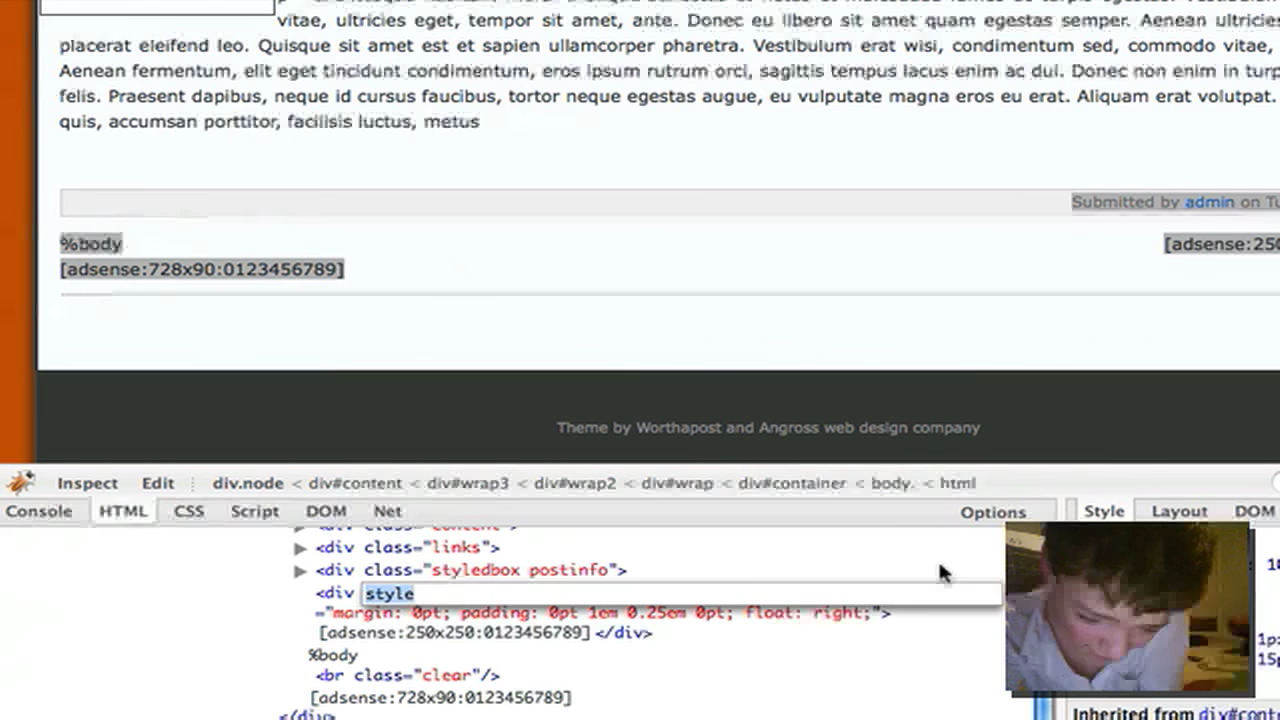 vitae, ultricies eget, tempor sit amet, ante. Donec eu libero sit amet quam egestas semper. Aenean ultricies
placerat eleifend leo. Quisque sit amet est et sapien ullamcorper pharetra. Vestibulum erat wisi, condimentum sed, commodo vitae,
Aenean fermentum, elit eget tincidunt condimentum, eros ipsum rutrum orci, sagittis tempus lacus enim ac dui. Donec non enim in turp
felis. Praesent dapibus, neque id cursus faucibus, tortor neque egestas augue, eu vulputate magna eros eu erat. Aliquam erat volutpat.
quis, accumsan porttitor, facilisis luctus, metus
Submitted by admin on Tu
%body [adsense:250
[adsense:728x90:0123456789]
Theme by Worthapost and Angross web design company
Inspect Edit div.node < div#content < div#wrap3 < div#wrap2 < div#wrap < div#container < body. < html
Console HTML CSS Script DOM Net Options Style Layout DOM
<div class="content">
<div class="links">
<div class="styledbox postinfo">
<div style
="margin: 0pt; padding: 0pt 1em 0.25em 0pt; float: right;">
[adsense:250x250:0123456789]</div>
%body
<br class="clear"/>
[adsense:728x90:0123456789]
</div>
1p
15p
Inherited from div#cont